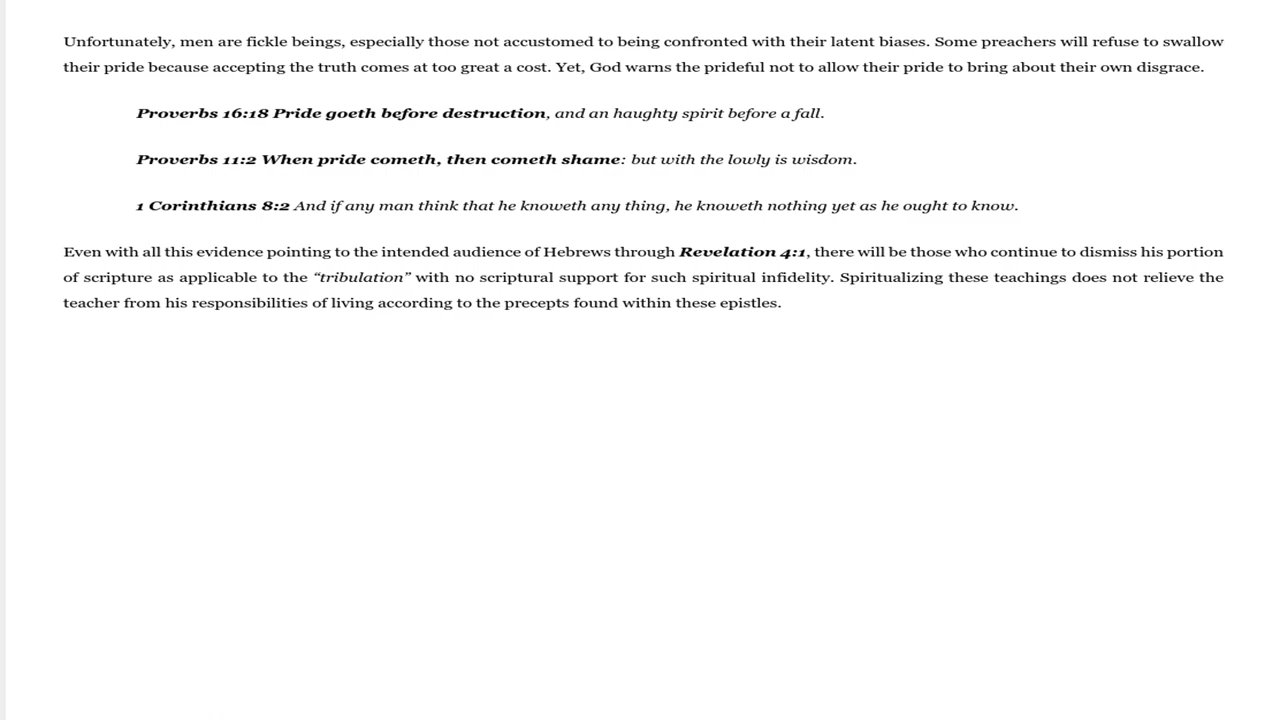 Unfortunately, men are fickle beings, especially those not accustomed to being confronted with their latent biases. Some preachers will refuse to swallow
their pride because accepting the truth comes at too great a cost. Yet, God warns the prideful not to allow their pride to bring about their own disgrace.
Proverbs 16:18 Pride goeth before destruction, and an haughty spirit before a fall.
Proverbs 11:2 When pride cometh, then cometh shame: but with the lowly is wisdom.
1 Corinthians 8:2 And if any man think that he knoweth any thing, he knoweth nothing yet as he ought to know.
Even with all this evidence pointing to the intended audience of Hebrews through Revelation 4:1, there will be those who continue to dismiss his portion
of scripture as applicable to the “tribulation” with no scriptural support for such spiritual infidelity. Spiritualizing these teachings does not relieve the
teacher from his responsibilities of living according to the precepts found within these epistles.